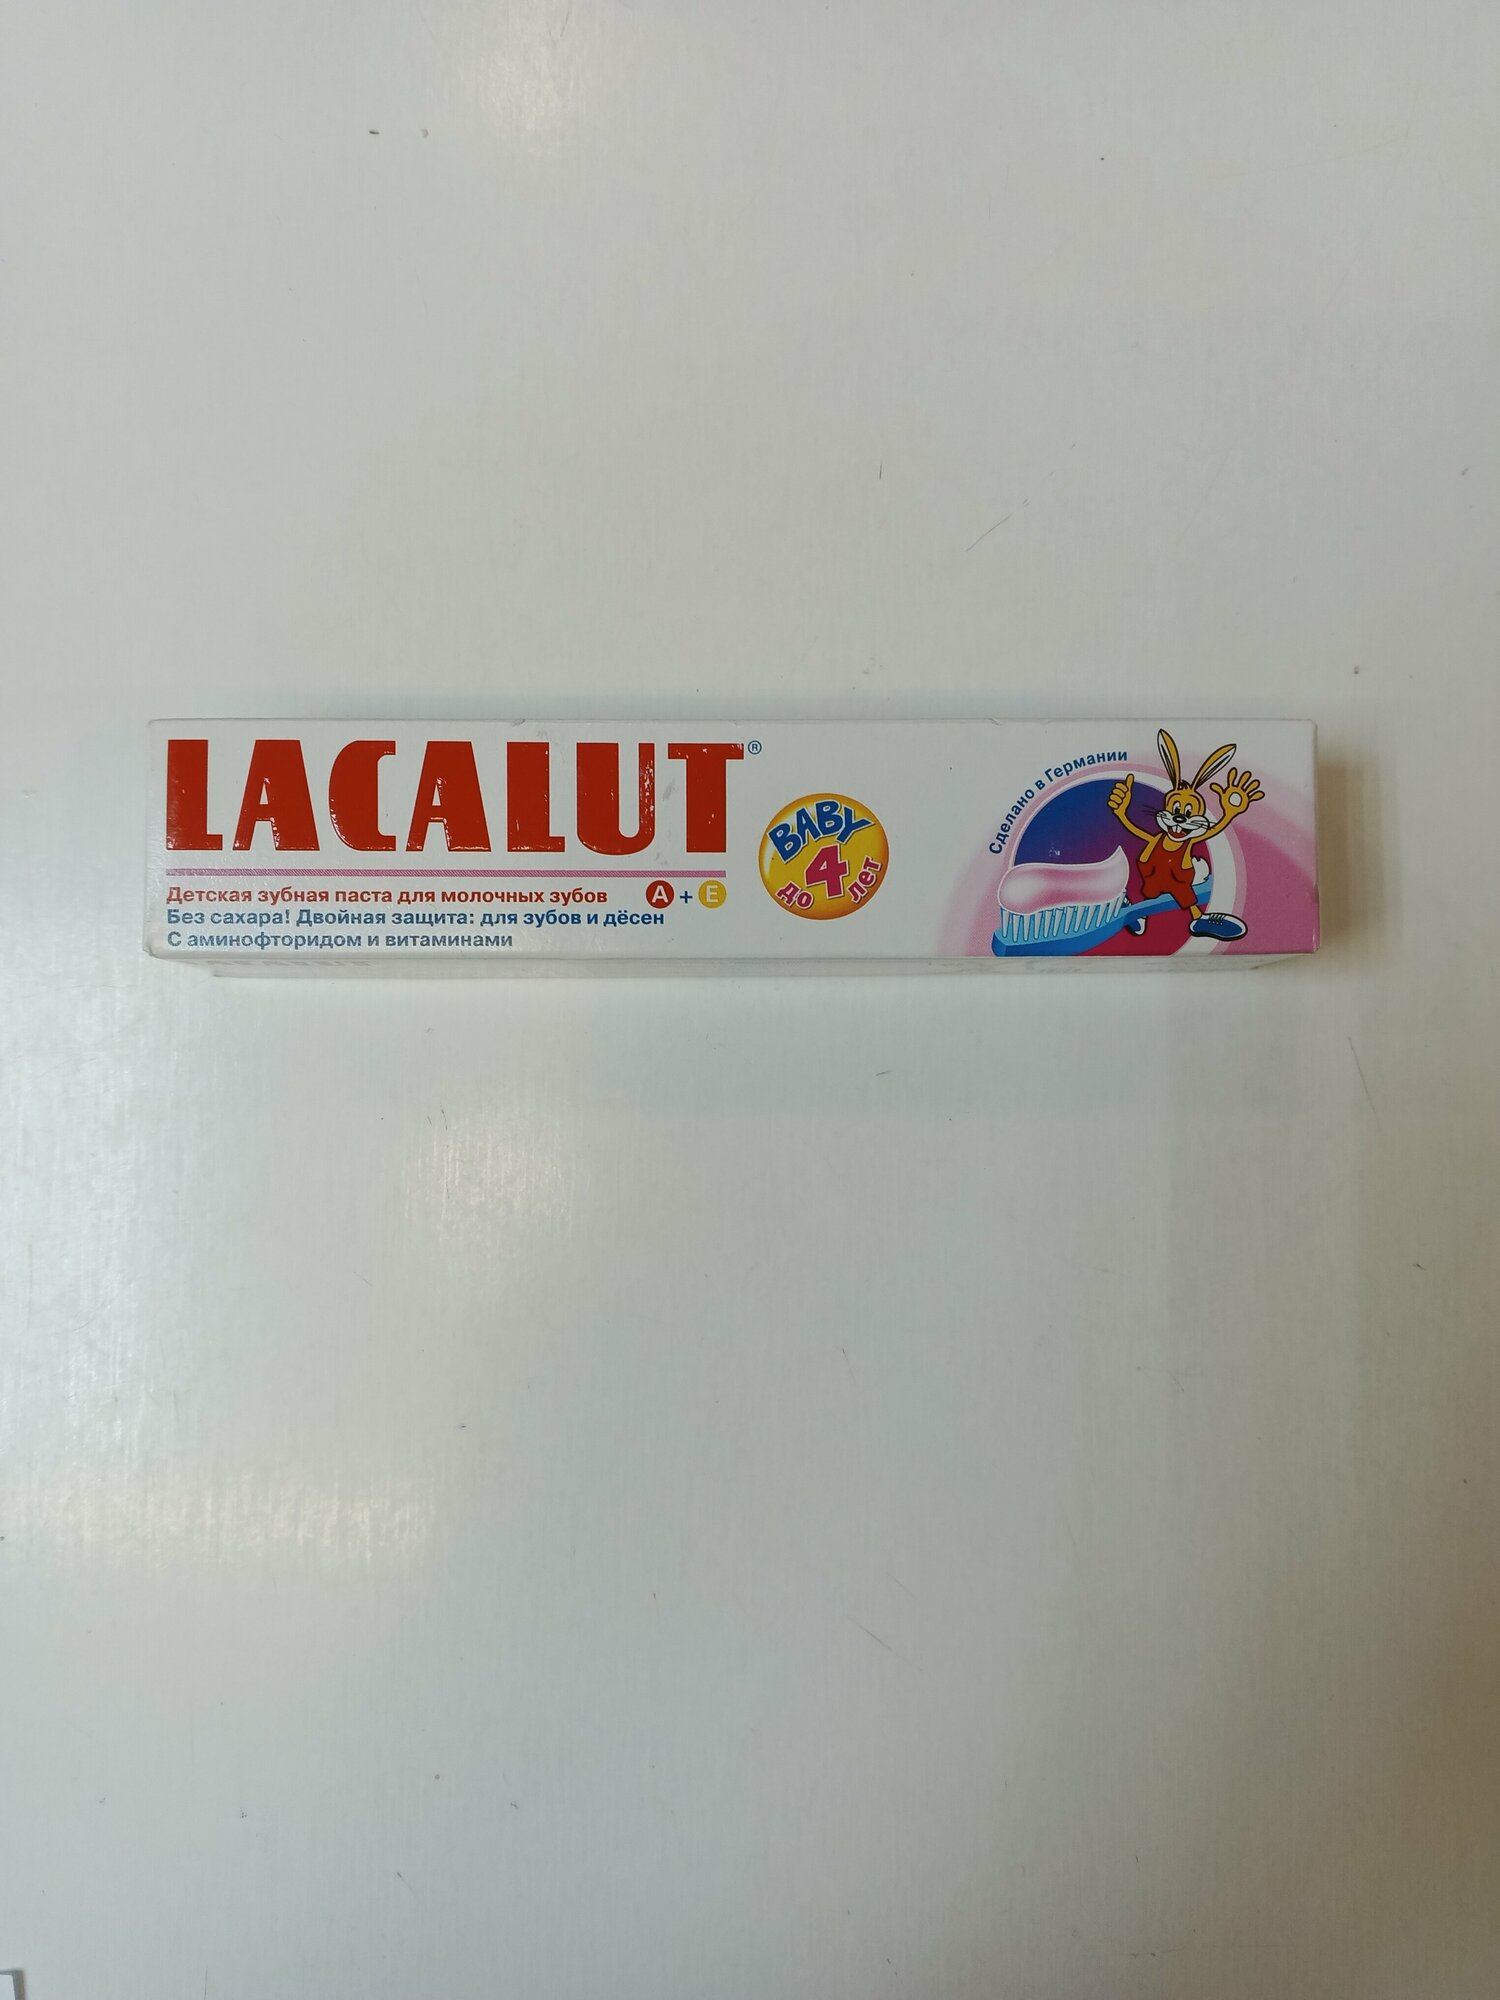 LACALUT®
Детская зубная паста для молочных зубов A + E
Без сахара! Двойная защита: для зубов и дёсен
С аминофторидом и витаминами
BABY
до 4 лет
Сделано в Германии